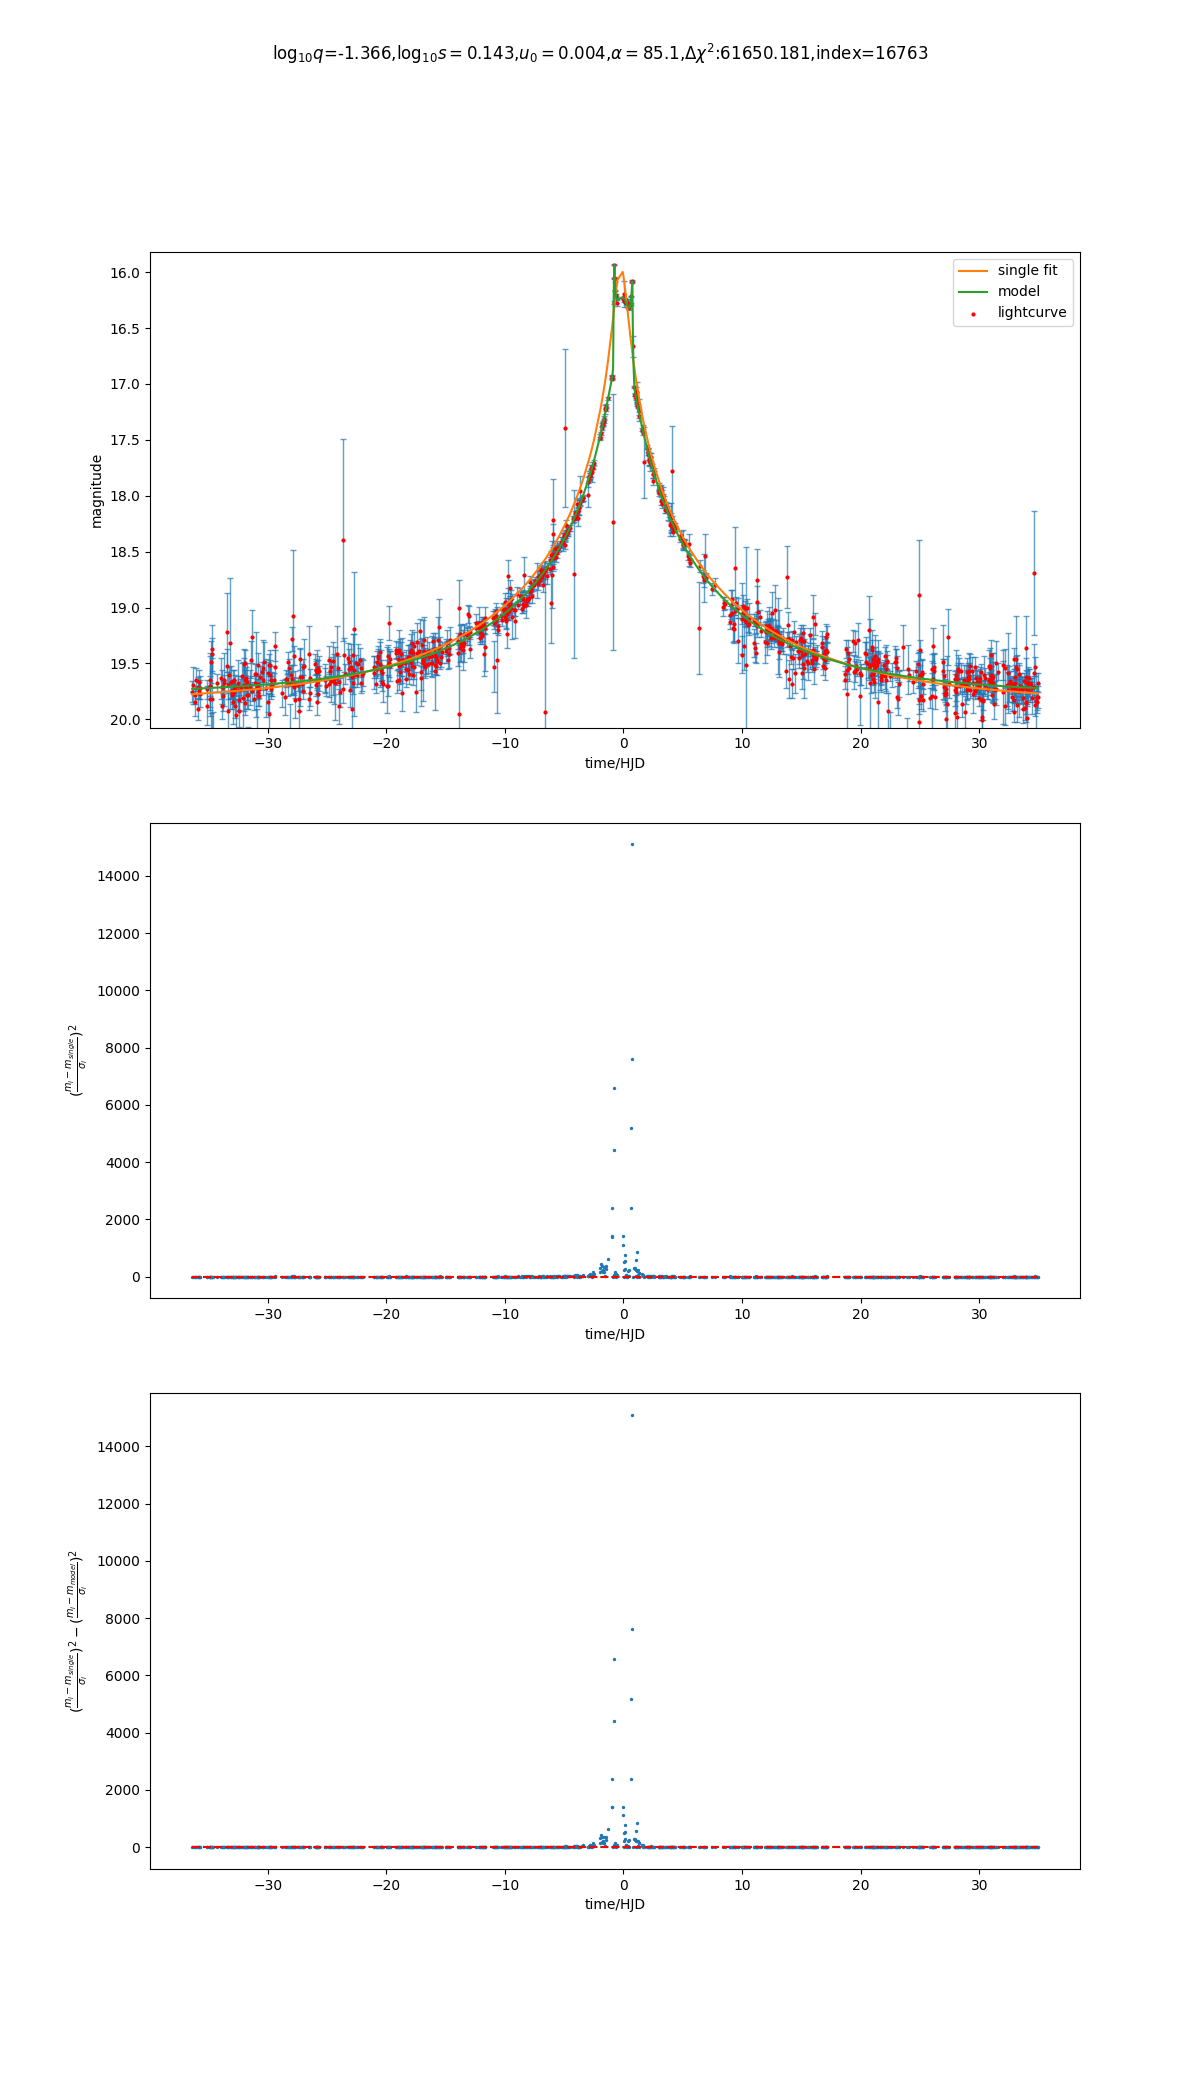 log₁₀q=-1.366,log₁₀s = 0.143,u₀ = 0.004,α = 85.1,Δχ²:61650.181,index=16763
single fit
model
lightcurve
magnitude
16.0
16.5
17.0
17.5
18.0
18.5
19.0
19.5
20.0
−30 −20 −10 0 10 20 30
time/HJD
(mᵢ − m_single / σᵢ)²
14000
12000
10000
8000
6000
4000
2000
0
−30 −20 −10 0 10 20 30
time/HJD
(mᵢ − m_single / σᵢ)² − (mᵢ − m_model / σᵢ)²
14000
12000
10000
8000
6000
4000
2000
0
−30 −20 −10 0 10 20 30
time/HJD